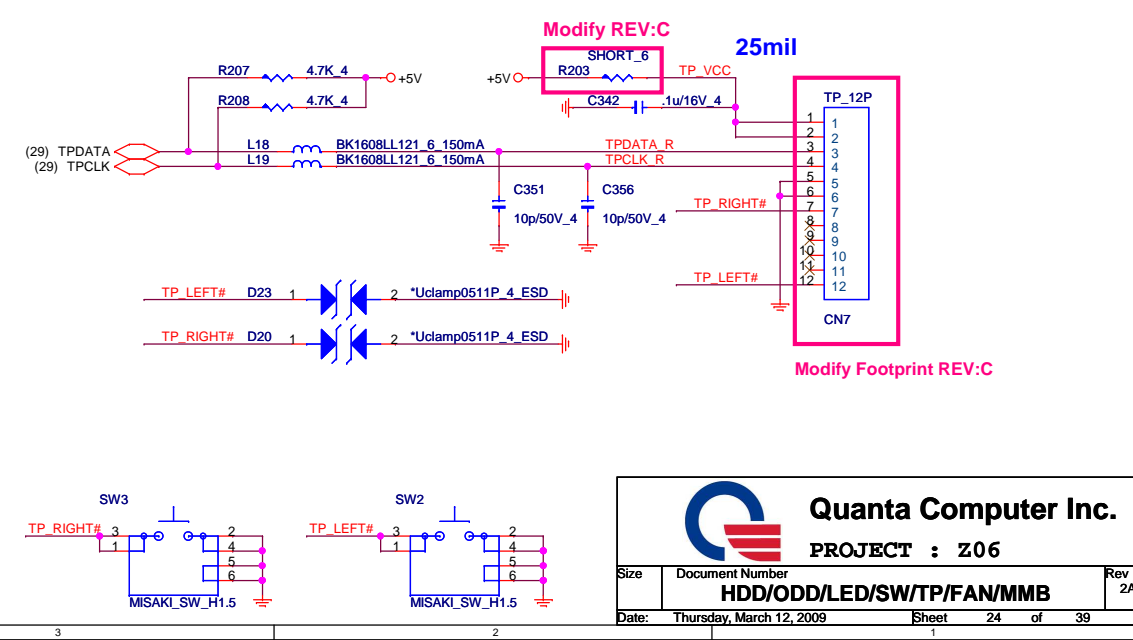 Modify REV:C
25mil
SHORT_6
R207 4.7K_4 +5V
+5V R203 TP_VCC
R208 4.7K_4
C342 .1u/16V_4
TP_12P
(29) TPDATA L18 BK1608LL121_6_150mA TPDATA_R
(29) TPCLK L19 BK1608LL121_6_150mA TPCLK_R
1 1
2 2
3 3
4 4
5 5
6 6
7 7
8 8
9 9
10 10
11 11
12 12
C351 C356
10p/50V_4 10p/50V_4
TP_RIGHT#
TP_LEFT#
CN7
TP_LEFT# D23 1 2 *Uclamp0511P_4_ESD
TP_RIGHT# D20 1 2 *Uclamp0511P_4_ESD
Modify Footprint REV:C
SW3
TP_RIGHT# 3 2
1 4
5
6
MISAKI_SW_H1.5
SW2
TP_LEFT# 3 2
1 4
5
6
MISAKI_SW_H1.5
Quanta Computer Inc.
PROJECT : Z06
Size Document Number Rev
HDD/ODD/LED/SW/TP/FAN/MMB 2A
Date: Thursday, March 12, 2009 Sheet 24 of 39
3 2 1